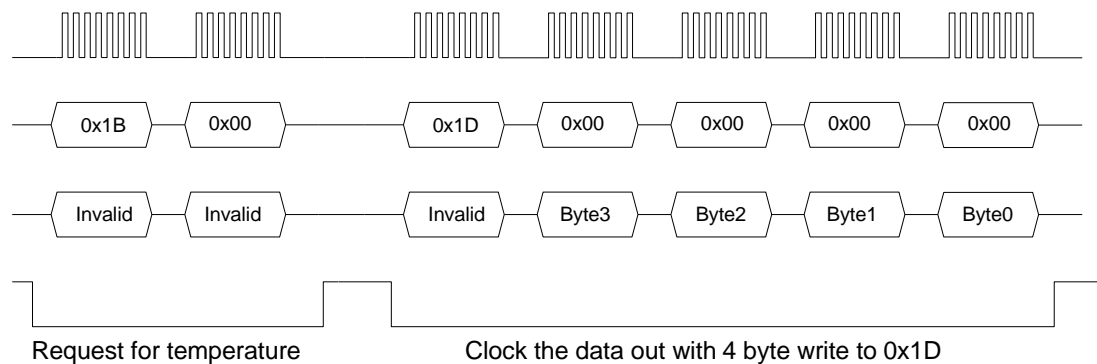 0x1B 0x00 0x1D 0x00 0x00 0x00 0x00
Invalid Invalid Invalid Byte3 Byte2 Byte1 Byte0
Request for temperature Clock the data out with 4 byte write to 0x1D